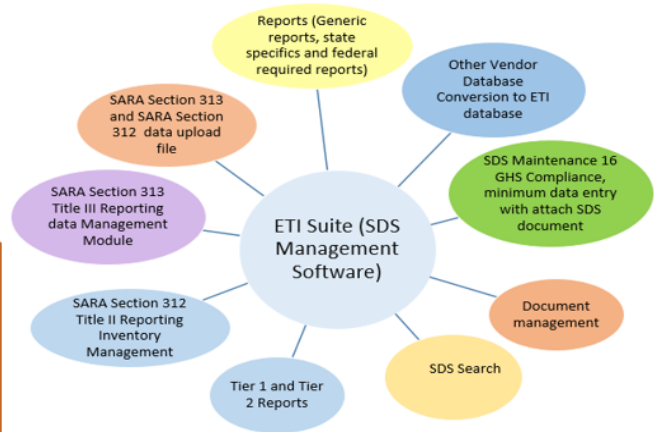 Reports (Generic
reports, state
specifics and federal
required reports)
Other Vendor
Database
Conversion to ETI
database
SARA Section 313
and SARA Section
312  data upload
file
SDS Maintenance 16
GHS Compliance,
minimum data entry
with attach SDS
document
SARA Section 313
Title III Reporting
data Management
Module
ETI Suite (SDS
Management
Software)
SARA Section 312
Title II Reporting
Inventory
Management
Document
management
SDS Search
Tier 1 and Tier
2 Reports